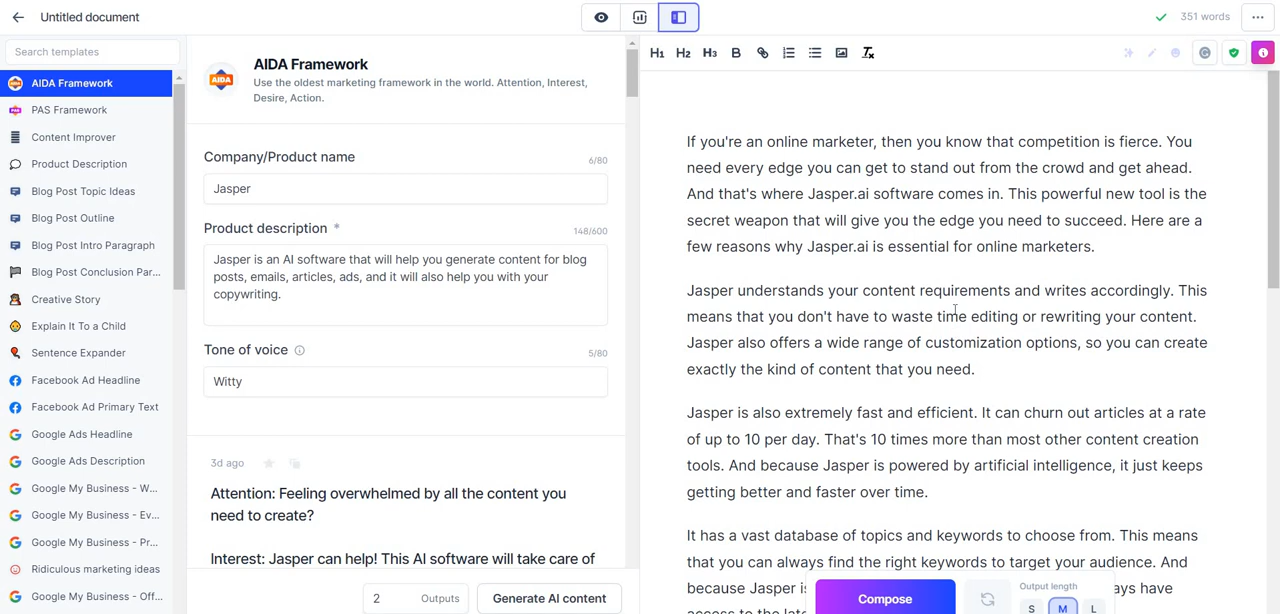 Untitled document
351 words
Search templates
AIDA Framework
PAS Framework
Content Improver
Product Description
Blog Post Topic Ideas
Blog Post Outline
Blog Post Intro Paragraph
Blog Post Conclusion Par...
Creative Story
Explain It To a Child
Sentence Expander
Facebook Ad Headline
Facebook Ad Primary Text
Google Ads Headline
Google Ads Description
Google My Business - W...
Google My Business - Ev...
Google My Business - Pr...
Ridiculous marketing ideas
Google My Business - Off...
AIDA
AIDA Framework
Use the oldest marketing framework in the world. Attention, Interest,
Desire, Action.
Company/Product name
6/80
Jasper
Product description *
148/600
Jasper is an AI software that will help you generate content for blog
posts, emails, articles, ads, and it will also help you with your
copywriting.
Tone of voice
5/80
Witty
3d ago
Attention: Feeling overwhelmed by all the content you
need to create?
Interest: Jasper can help! This AI software will take care of
2 Outputs
Generate AI content
H1 H2 H3 B
If you're an online marketer, then you know that competition is fierce. You
need every edge you can get to stand out from the crowd and get ahead.
And that's where Jasper.ai software comes in. This powerful new tool is the
secret weapon that will give you the edge you need to succeed. Here are a
few reasons why Jasper.ai is essential for online marketers.
Jasper understands your content requirements and writes accordingly. This
means that you don't have to waste time editing or rewriting your content.
Jasper also offers a wide range of customization options, so you can create
exactly the kind of content that you need.
Jasper is also extremely fast and efficient. It can churn out articles at a rate
of up to 10 per day. That's 10 times more than most other content creation
tools. And because Jasper is powered by artificial intelligence, it just keeps
getting better and faster over time.
It has a vast database of topics and keywords to choose from. This means
that you can always find the right keywords to target your audience. And
because Jasper is
have
access to the
Compose
Output length
S M L